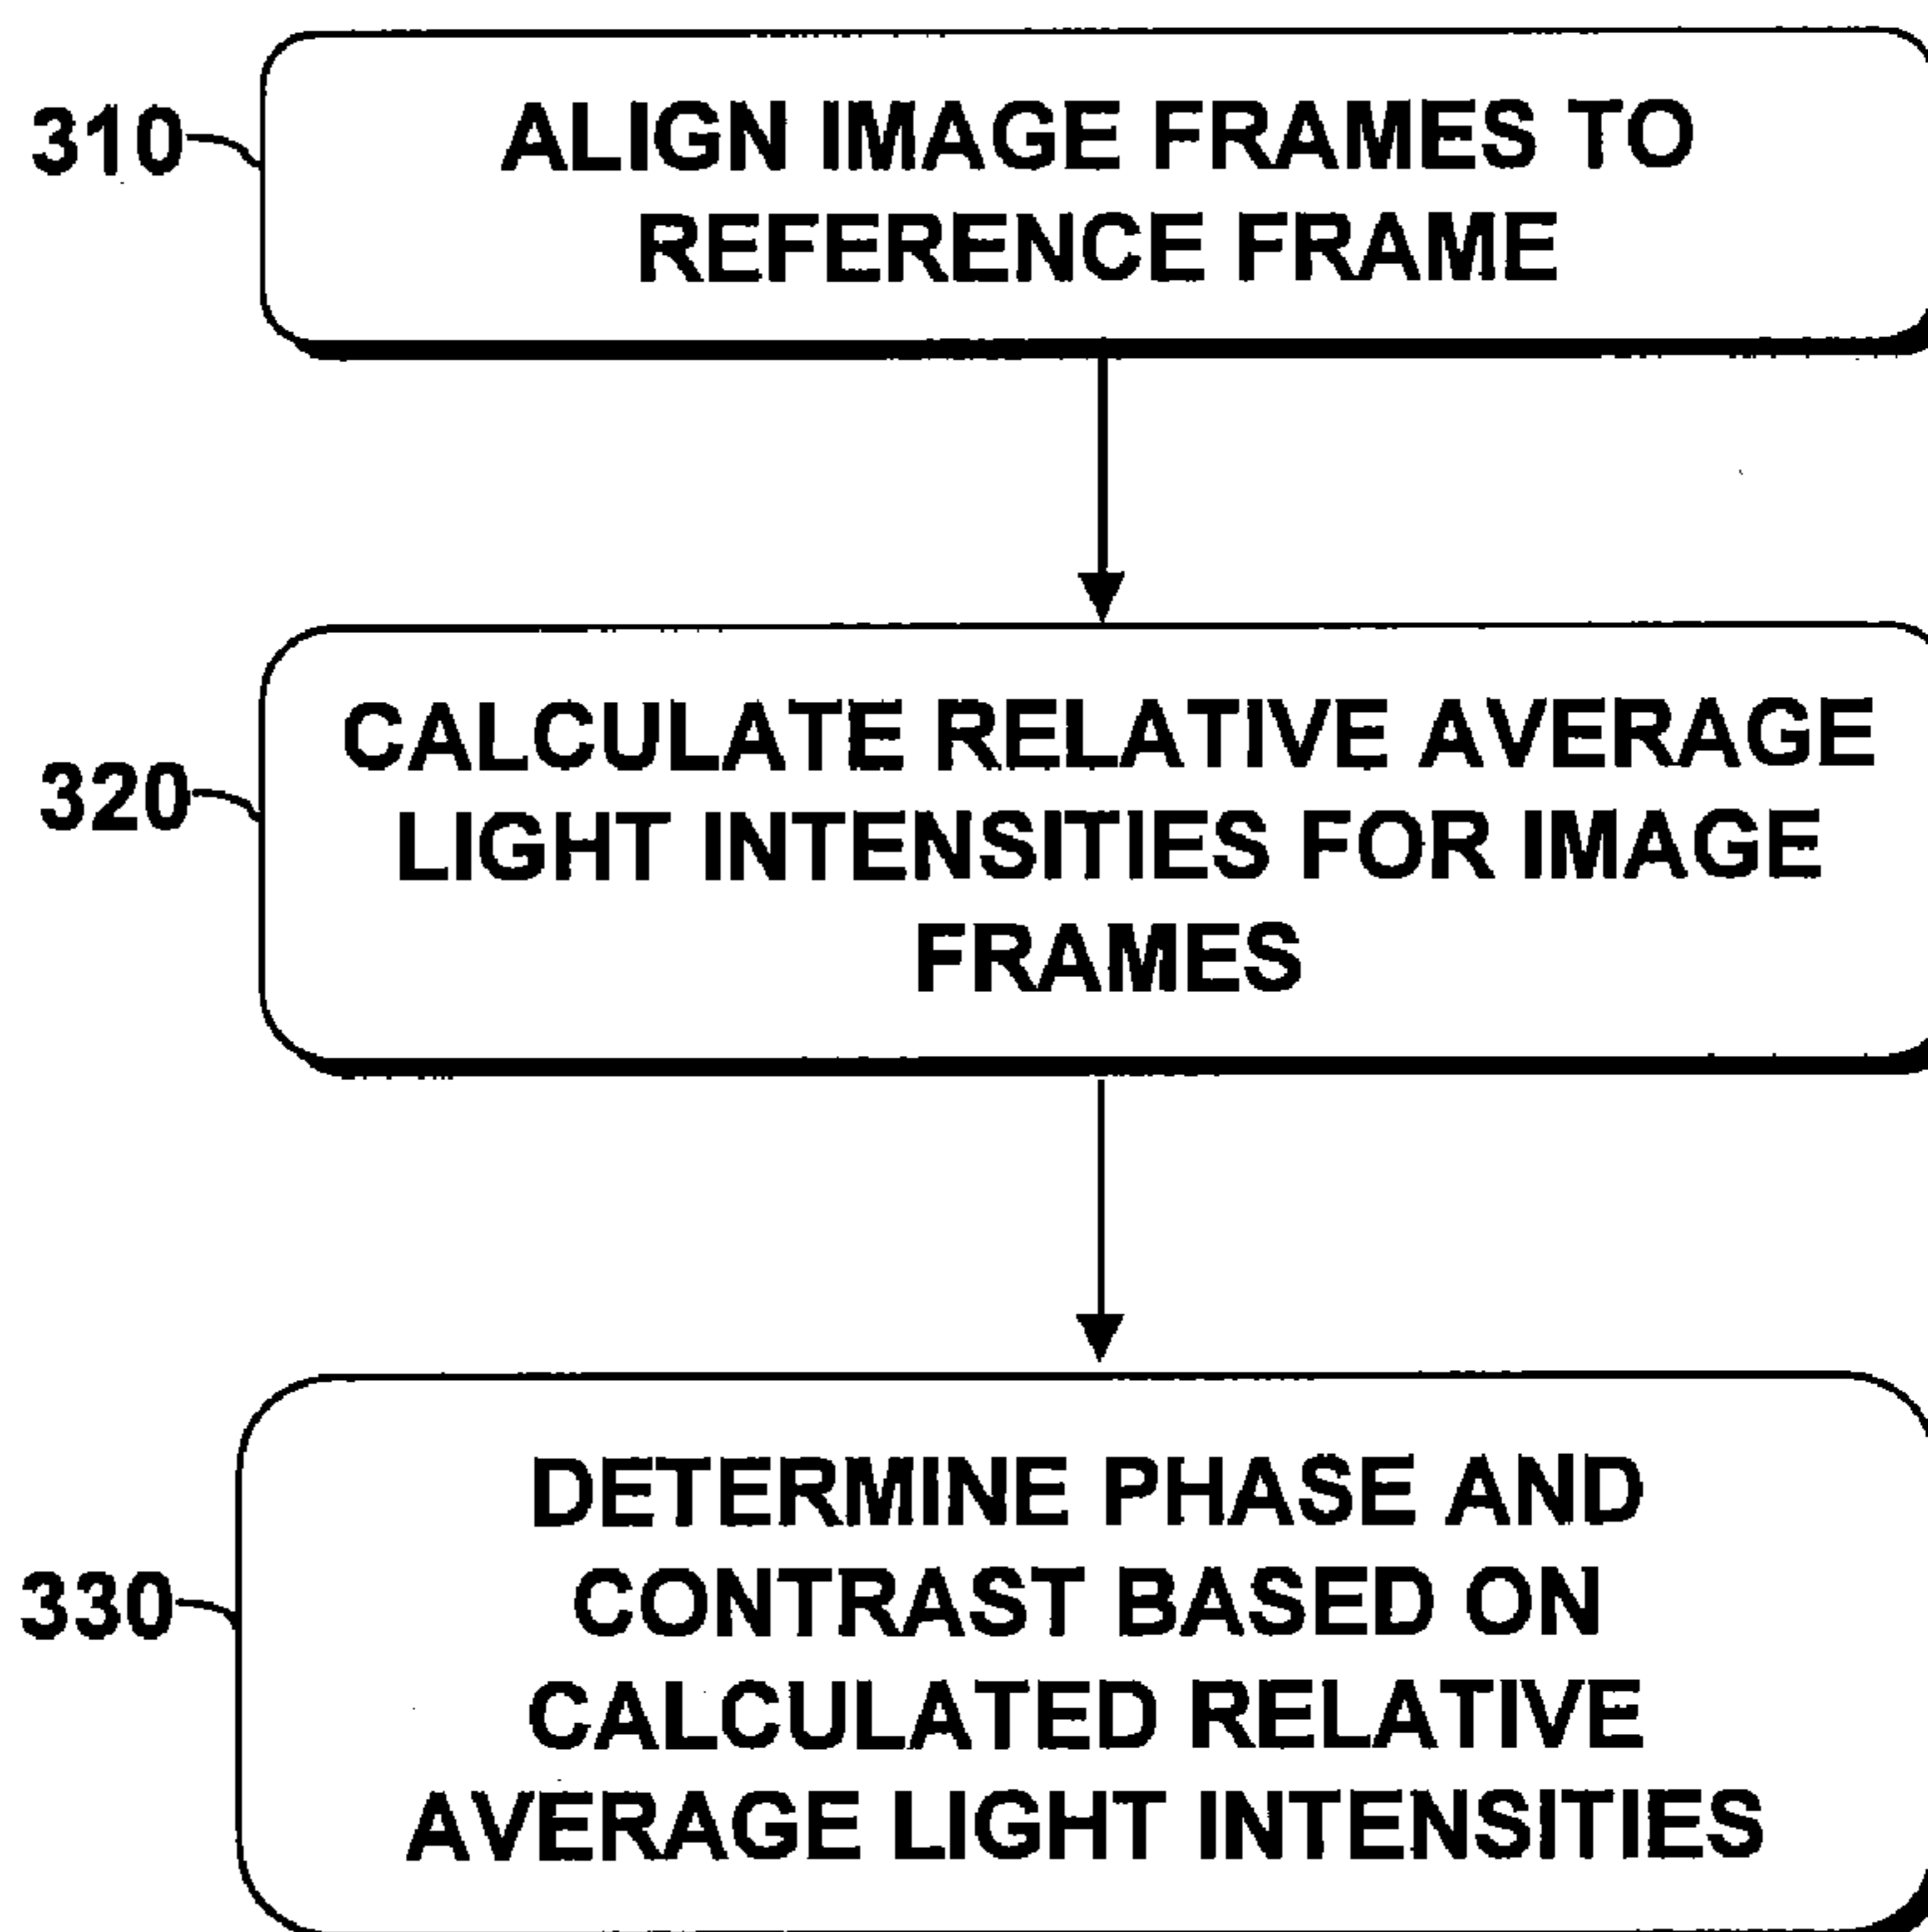 310
ALIGN IMAGE FRAMES TO
REFERENCE FRAME
320
CALCULATE RELATIVE AVERAGE
LIGHT INTENSITIES FOR IMAGE
FRAMES
330
DETERMINE PHASE AND
CONTRAST BASED ON
CALCULATED RELATIVE
AVERAGE LIGHT INTENSITIES